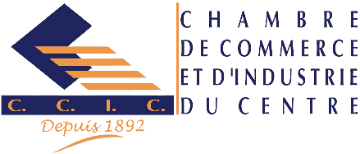 CHAMBRE
DE COMMERCE
ET D'INDUSTRIE
DU CENTRE
C. C. I. C.
Depuis 1892